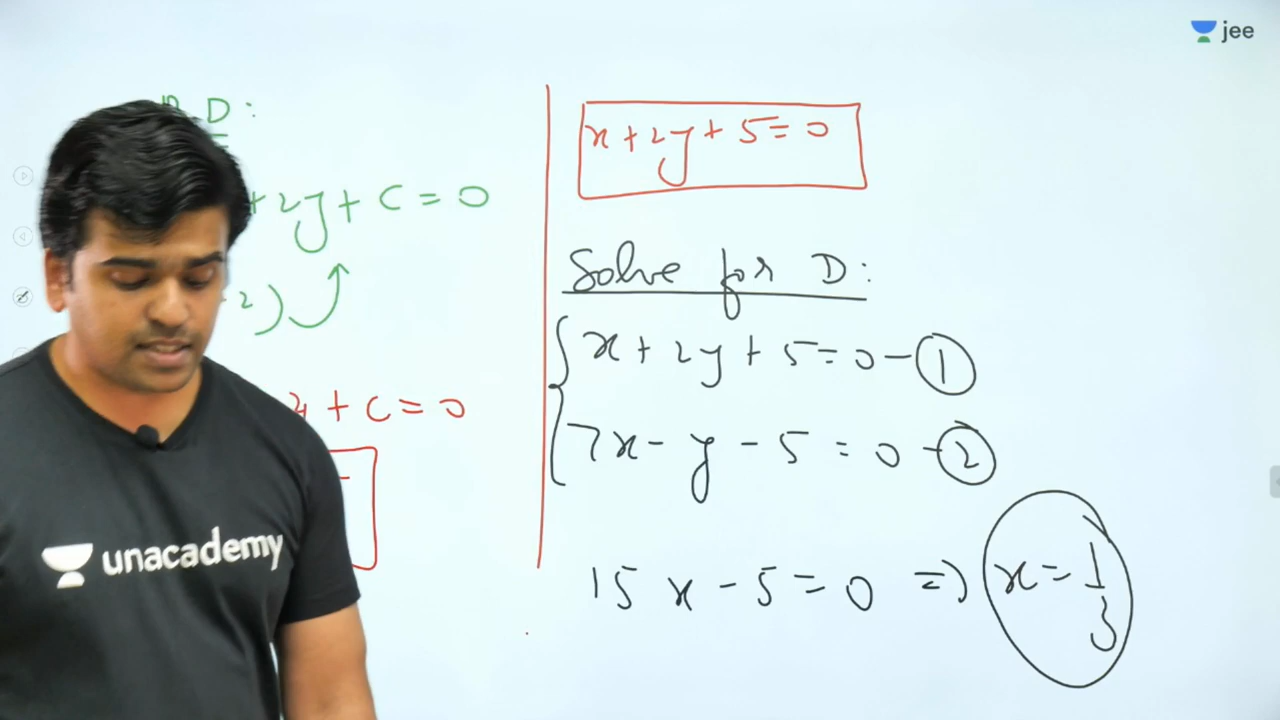 jee
D:
+ 2y + C = 0
2)
+ C = 0
unacademy
x + 2y + 5 = 0
Solve for D:
x + 2y + 5 = 0 - ①
7x - y - 5 = 0 - ②
15x - 5 = 0 => x = 1/3